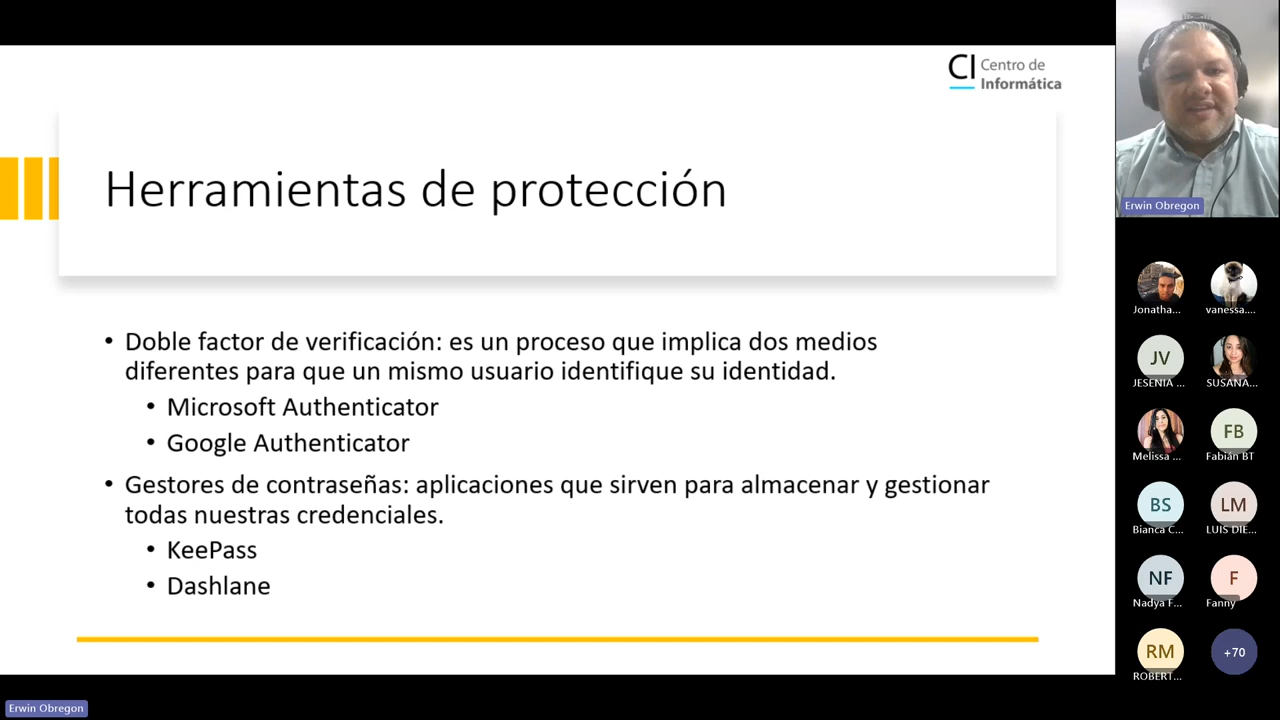 CI Centro de
Informática
Herramientas de protección
• Doble factor de verificación: es un proceso que implica dos medios
diferentes para que un mismo usuario identifique su identidad.
• Microsoft Authenticator
• Google Authenticator
• Gestores de contraseñas: aplicaciones que sirven para almacenar y gestionar
todas nuestras credenciales.
• KeePass
• Dashlane
Erwin Obregon
Jonatha...
vanessa....
JV
JESENIA ...
SUSANA...
Melissa ...
FB
Fabián BT
BS
Bianca C...
LM
LUIS DIE...
NF
Nadya F...
F
Fanny
RM
ROBERT...
+70
Erwin Obregon